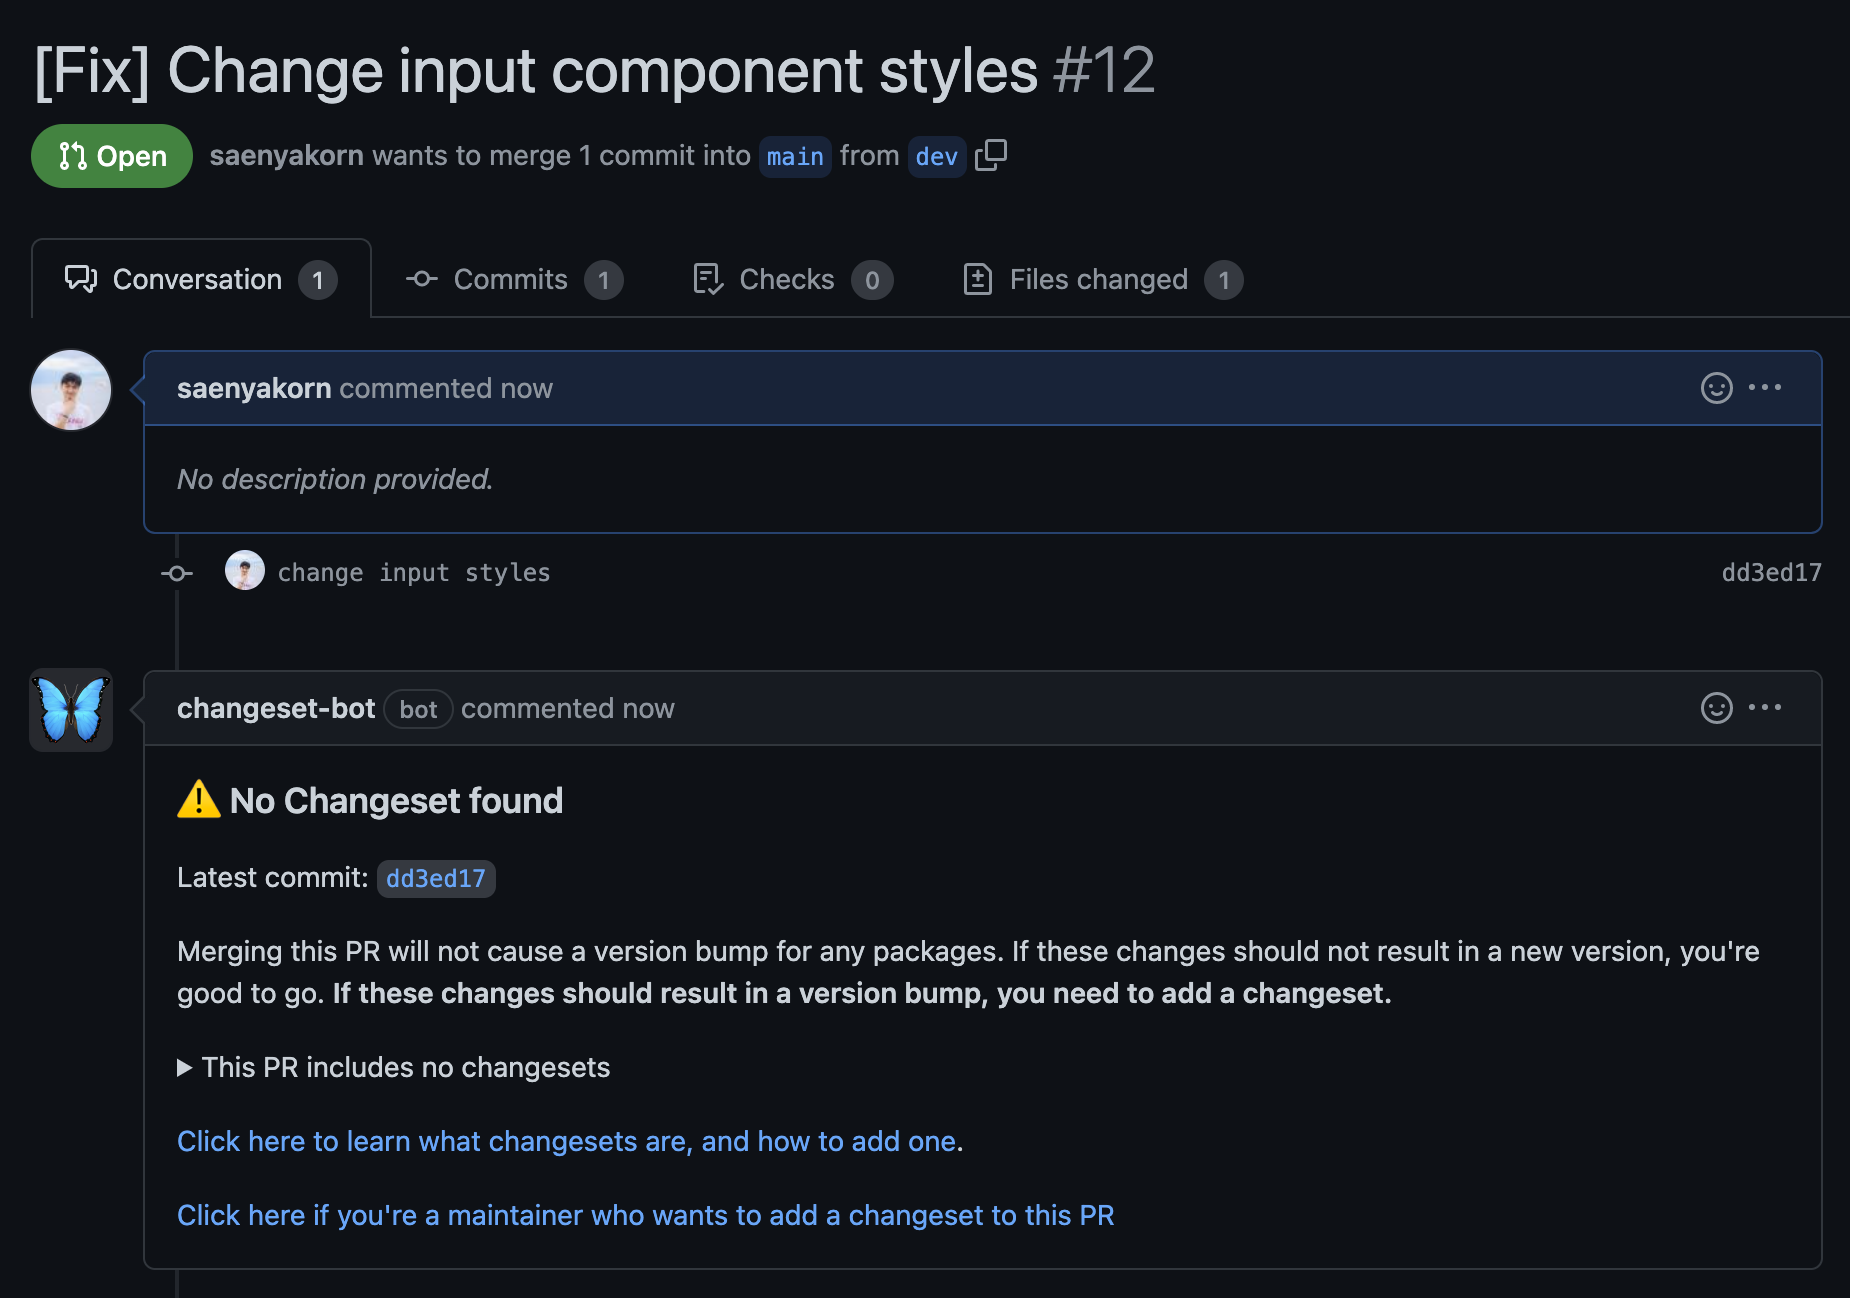 [Fix] Change input component styles #12
Open saenyakorn wants to merge 1 commit into main from dev
Conversation 1 Commits 1 Checks 0 Files changed 1
saenyakorn commented now
No description provided.
change input styles dd3ed17
changeset-bot bot commented now
⚠️ No Changeset found
Latest commit: dd3ed17
Merging this PR will not cause a version bump for any packages. If these changes should not result in a new version, you're
good to go. If these changes should result in a version bump, you need to add a changeset.
This PR includes no changesets
Click here to learn what changesets are, and how to add one.
Click here if you're a maintainer who wants to add a changeset to this PR